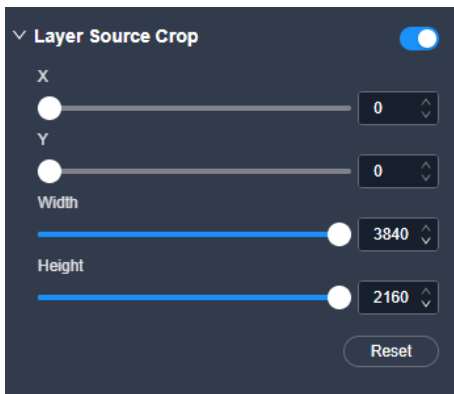 Layer Source Crop
X
0
Y
0
Width
3840
Height
2160
Reset